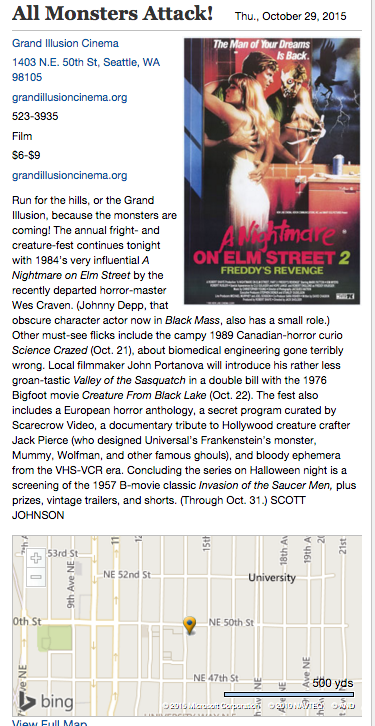 All Monsters Attack!
Thu., October 29, 2015
Grand Illusion Cinema
1403 N.E. 50th St, Seattle, WA
98105
grandillusioncinema.org
523-3935
Film
$6-$9
grandillusioncinema.org
The Man of Your Dreams
Is Back.
A Nightmare
ON ELM STREET 2
FREDDY'S REVENGE
Run for the hills, or the Grand
Illusion, because the monsters are
coming! The annual fright- and
creature-fest continues tonight
with 1984's very influential A
Nightmare on Elm Street by the
recently departed horror-master
Wes Craven. (Johnny Depp, that
obscure character actor now in Black Mass, also has a small role.)
Other must-see flicks include the campy 1989 Canadian-horror curio
Science Crazed (Oct. 21), about biomedical engineering gone terribly
wrong. Local filmmaker John Portanova will introduce his rather less
groan-tastic Valley of the Sasquatch in a double bill with the 1976
Bigfoot movie Creature From Black Lake (Oct. 22). The fest also
includes a European horror anthology, a secret program curated by
Scarecrow Video, a documentary tribute to Hollywood creature crafter
Jack Pierce (who designed Universal's Frankenstein's monster,
Mummy, Wolfman, and other famous ghouls), and bloody ephemera
from the VHS-VCR era. Concluding the series on Halloween night is a
screening of the 1957 B-movie classic Invasion of the Saucer Men, plus
prizes, vintage trailers, and shorts. (Through Oct. 31.) SCOTT
JOHNSON
53rd St
15th
18th A
19th A
21st
9th Ave NE
NE 52nd St
University
0th St
NE 50th St
NE 47th St
500 yds
bing
© 2015 Microsoft Corporation © 2010 NAVTEQ © AND
View Full Map